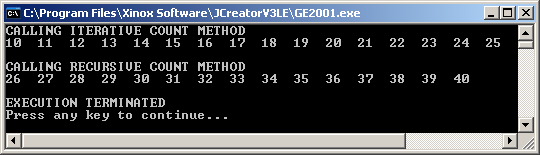 C:\Program Files\Xinox Software\JCreatorV3LE\GE2001.exe
CALLING ITERATIVE COUNT METHOD
10 11 12 13 14 15 16 17 18 19 20 21 22 23 24 25
CALLING RECURSIVE COUNT METHOD
26 27 28 29 30 31 32 33 34 35 36 37 38 39 40
EXECUTION TERMINATED
Press any key to continue...